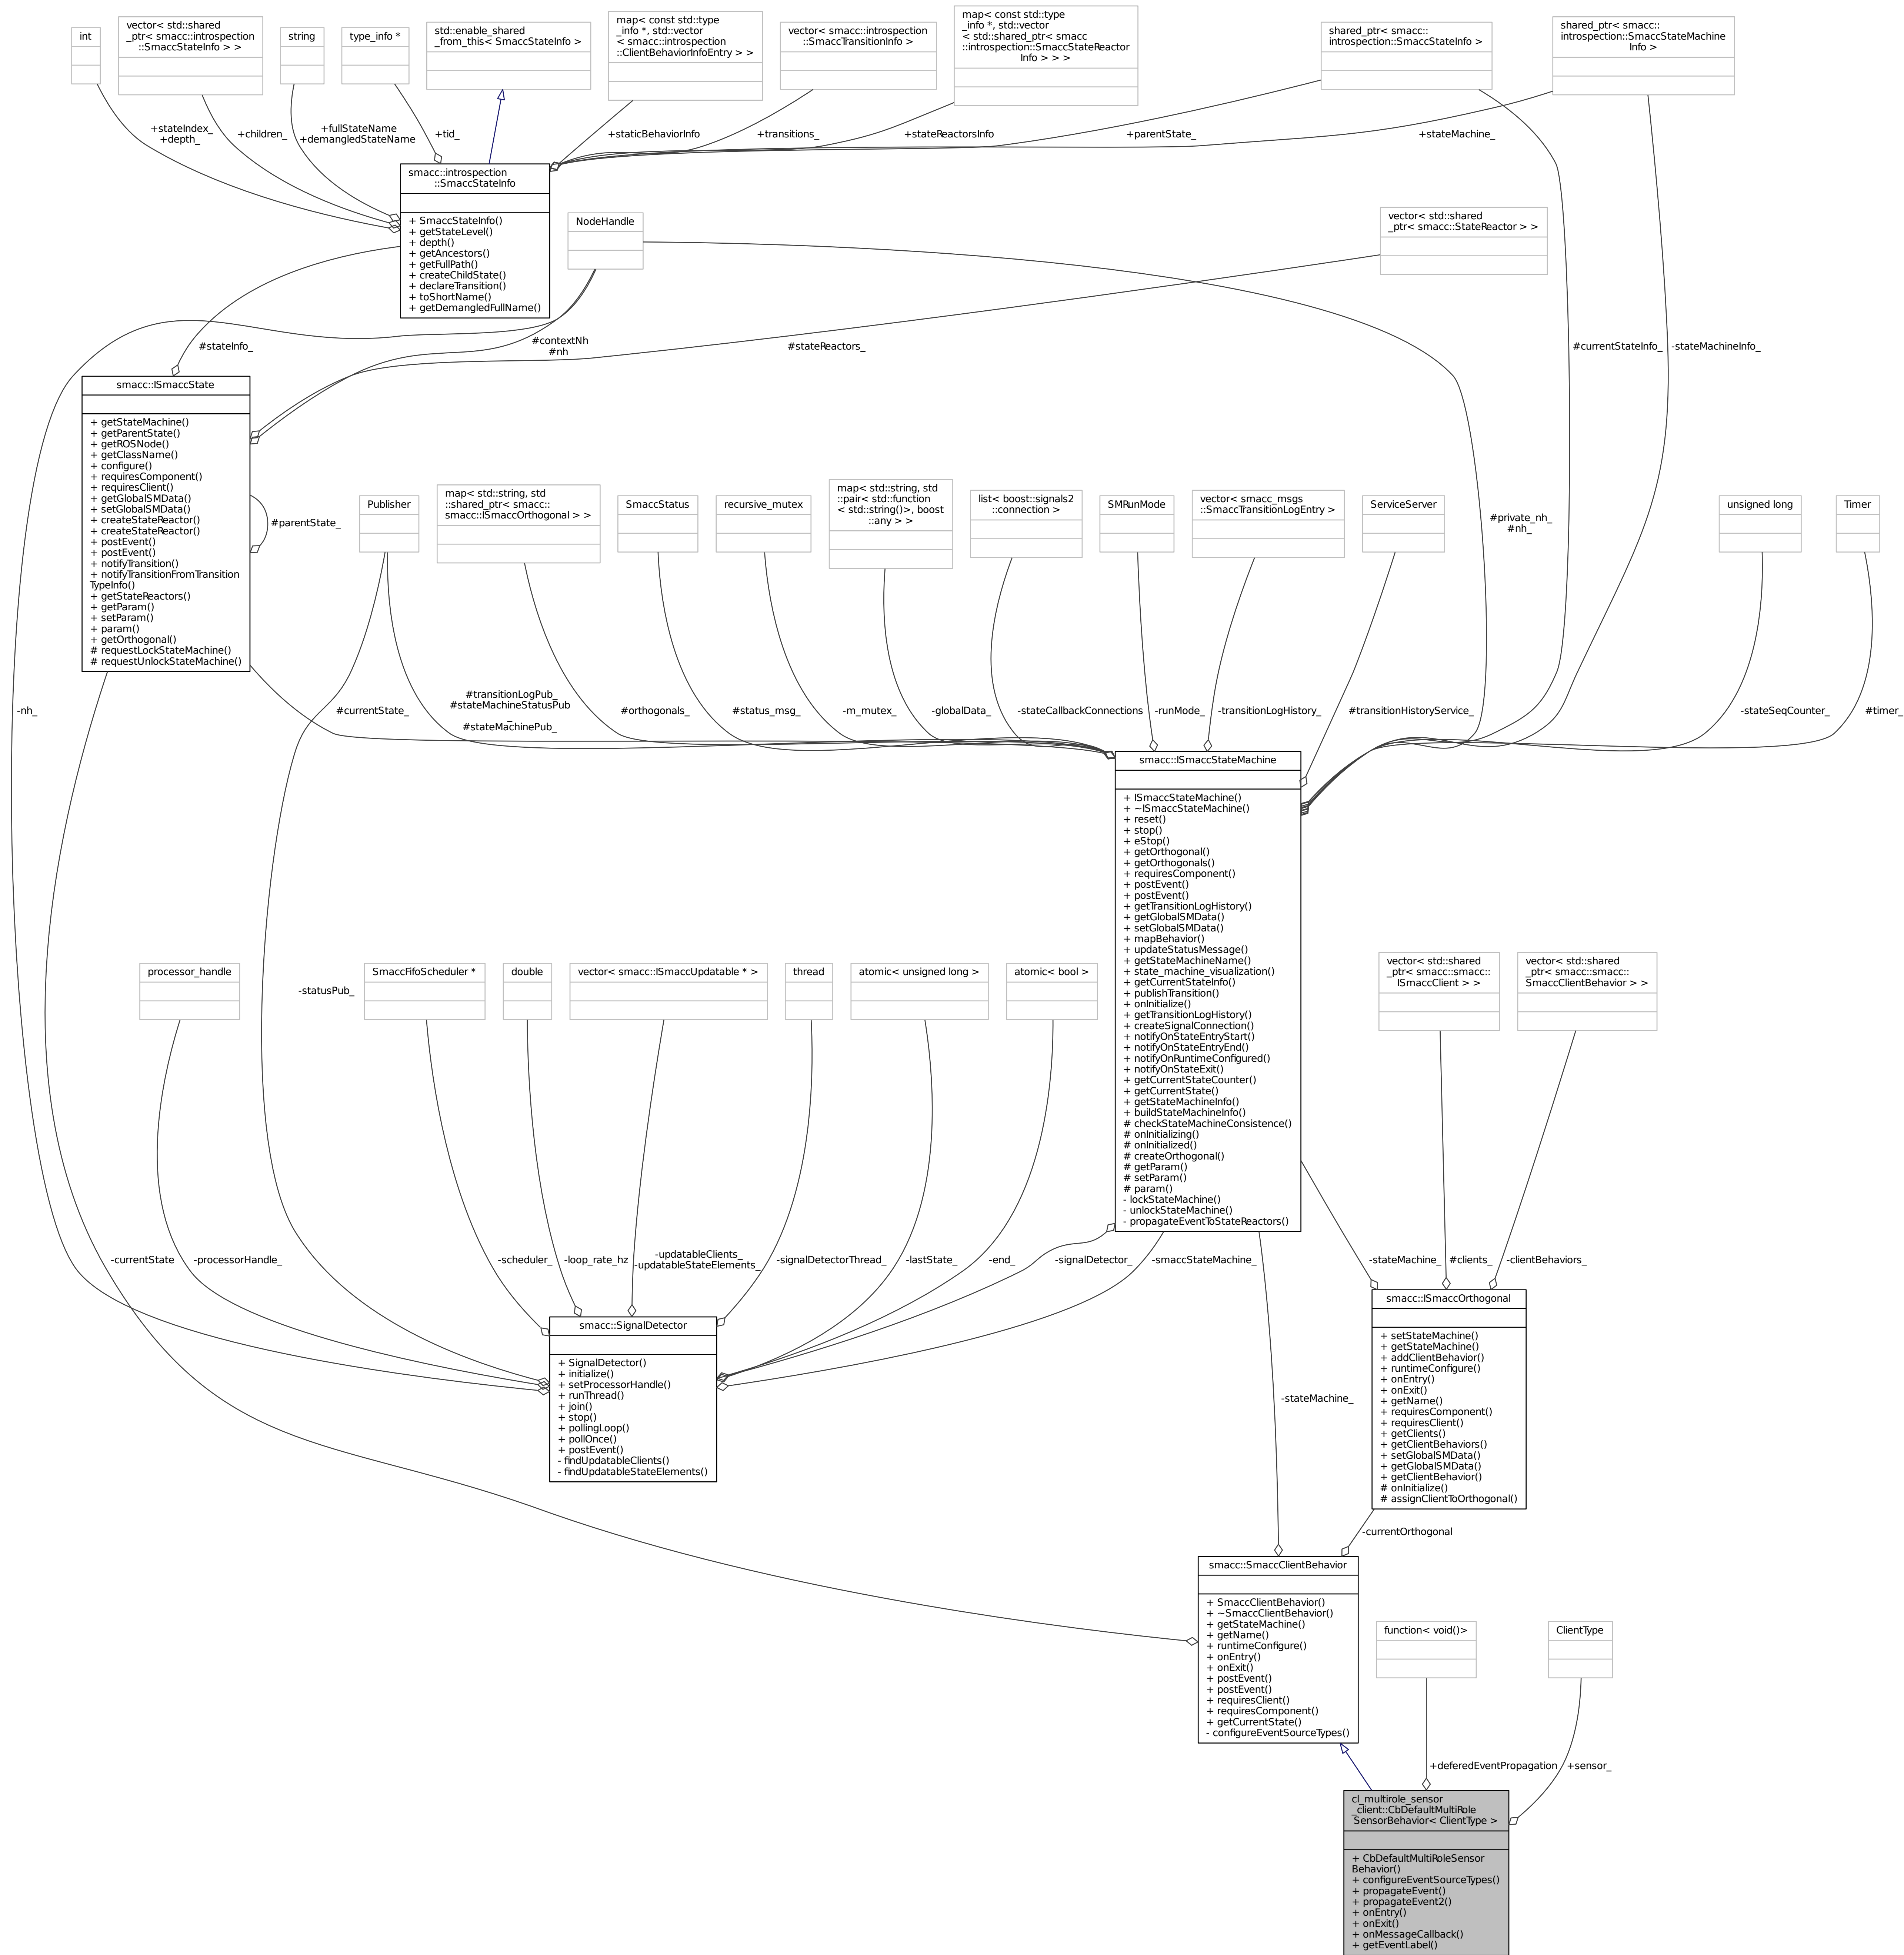 int
vector< std::shared
_ptr< smacc::introspection
::SmaccStateInfo > >
string
type_info *
std::enable_shared
_from_this< SmaccStateInfo >
map< const std::type
_info *, std::vector
< smacc::introspection
::ClientBehaviorInfoEntry > >
vector< smacc::introspection
::SmaccTransitionInfo >
map< const std::type
_info *, std::vector
< std::shared_ptr< smacc
::introspection::SmaccStateReactor
Info > > >
shared_ptr< smacc::
introspection::SmaccStateInfo >
shared_ptr< smacc::
introspection::SmaccStateMachine
Info >
+stateIndex_
+depth_
+children_
+fullStateName
+demangledStateName
+tid_
+staticBehaviorInfo
+transitions_
+stateReactorsInfo
+parentState_
+stateMachine_
smacc::introspection
::SmaccStateInfo
+ SmaccStateInfo()
+ getStateLevel()
+ depth()
+ getAncestors()
+ getFullPath()
+ createChildState()
+ declareTransition()
+ toShortName()
+ getDemangledFullName()
NodeHandle
vector< std::shared
_ptr< smacc::StateReactor > >
#stateInfo_
#contextNh
#nh
#stateReactors_
#currentStateInfo_
-stateMachineInfo_
smacc::ISmaccState
+ getStateMachine()
+ getParentState()
+ getROSNode()
+ getClassName()
+ configure()
+ requiresComponent()
+ requiresClient()
+ getGlobalSMData()
+ setGlobalSMData()
+ createStateReactor()
+ createStateReactor()
+ postEvent()
+ postEvent()
+ notifyTransition()
+ notifyTransitionFromTransition
TypeInfo()
+ getStateReactors()
+ getParam()
+ setParam()
+ param()
+ getOrthogonal()
# requestLockStateMachine()
# requestUnlockStateMachine()
#parentState_
Publisher
map< std::string, std
::shared_ptr< smacc::
smacc::ISmaccOrthogonal > >
SmaccStatus
recursive_mutex
map< std::string, std
::pair< std::function
< std::string()>, boost
::any > >
list< boost::signals2
::connection >
SMRunMode
vector< smacc_msgs
::SmaccTransitionLogEntry >
ServiceServer
#private_nh_
#nh_
unsigned long
Timer
-nh_
#currentState_
#transitionLogPub_
#stateMachineStatusPub
_
#stateMachinePub_
#orthogonals_
#status_msg_
-m_mutex_
-globalData_
-stateCallbackConnections
-runMode_
-transitionLogHistory_
#transitionHistoryService_
-stateSeqCounter_
#timer_
smacc::ISmaccStateMachine
+ ISmaccStateMachine()
+ ~ISmaccStateMachine()
+ reset()
+ stop()
+ eStop()
+ getOrthogonal()
+ getOrthogonals()
+ requiresComponent()
+ postEvent()
+ postEvent()
+ getTransitionLogHistory()
+ getGlobalSMData()
+ setGlobalSMData()
+ mapBehavior()
+ updateStatusMessage()
+ getStateMachineName()
+ state_machine_visualization()
+ getCurrentStateInfo()
+ publishTransition()
+ onInitialize()
+ getTransitionLogHistory()
+ createSignalConnection()
+ notifyOnStateEntryStart()
+ notifyOnStateEntryEnd()
+ notifyOnRuntimeConfigured()
+ notifyOnStateExit()
+ getCurrentStateCounter()
+ getCurrentState()
+ getStateMachineInfo()
+ buildStateMachineInfo()
# checkStateMachineConsistence()
# onInitializing()
# onInitialized()
# createOrthogonal()
# getParam()
# setParam()
# param()
- lockStateMachine()
- unlockStateMachine()
- propagateEventToStateReactors()
processor_handle
-statusPub_
SmaccFifoScheduler *
double
vector< smacc::ISmaccUpdatable * >
thread
atomic< unsigned long >
atomic< bool >
vector< std::shared
_ptr< smacc::smacc::
ISmaccClient > >
vector< std::shared
_ptr< smacc::smacc::
SmaccClientBehavior > >
-currentState
-processorHandle_
-scheduler_
-loop_rate_hz
-updatableClients_
-updatableStateElements_
-signalDetectorThread_
-lastState_
-end_
-signalDetector_
-smaccStateMachine_
-stateMachine_
#clients_
-clientBehaviors_
smacc::SignalDetector
+ SignalDetector()
+ initialize()
+ setProcessorHandle()
+ runThread()
+ join()
+ stop()
+ pollingLoop()
+ pollOnce()
+ postEvent()
- findUpdatableClients()
- findUpdatableStateElements()
smacc::ISmaccOrthogonal
+ setStateMachine()
+ getStateMachine()
+ addClientBehavior()
+ runtimeConfigure()
+ onEntry()
+ onExit()
+ getName()
+ requiresComponent()
+ requiresClient()
+ getClients()
+ getClientBehaviors()
+ setGlobalSMData()
+ getGlobalSMData()
+ getClientBehavior()
# onInitialize()
# assignClientToOrthogonal()
-stateMachine_
-currentOrthogonal
smacc::SmaccClientBehavior
+ SmaccClientBehavior()
+ ~SmaccClientBehavior()
+ getStateMachine()
+ getName()
+ runtimeConfigure()
+ onEntry()
+ onExit()
+ postEvent()
+ postEvent()
+ requiresClient()
+ requiresComponent()
+ getCurrentState()
- configureEventSourceTypes()
function< void()>
ClientType
+deferedEventPropagation
+sensor_
cl_multirole_sensor
_client::CbDefaultMultiRole
SensorBehavior< ClientType >
+ CbDefaultMultiRoleSensor
Behavior()
+ configureEventSourceTypes()
+ propagateEvent()
+ propagateEvent2()
+ onEntry()
+ onExit()
+ onMessageCallback()
+ getEventLabel()